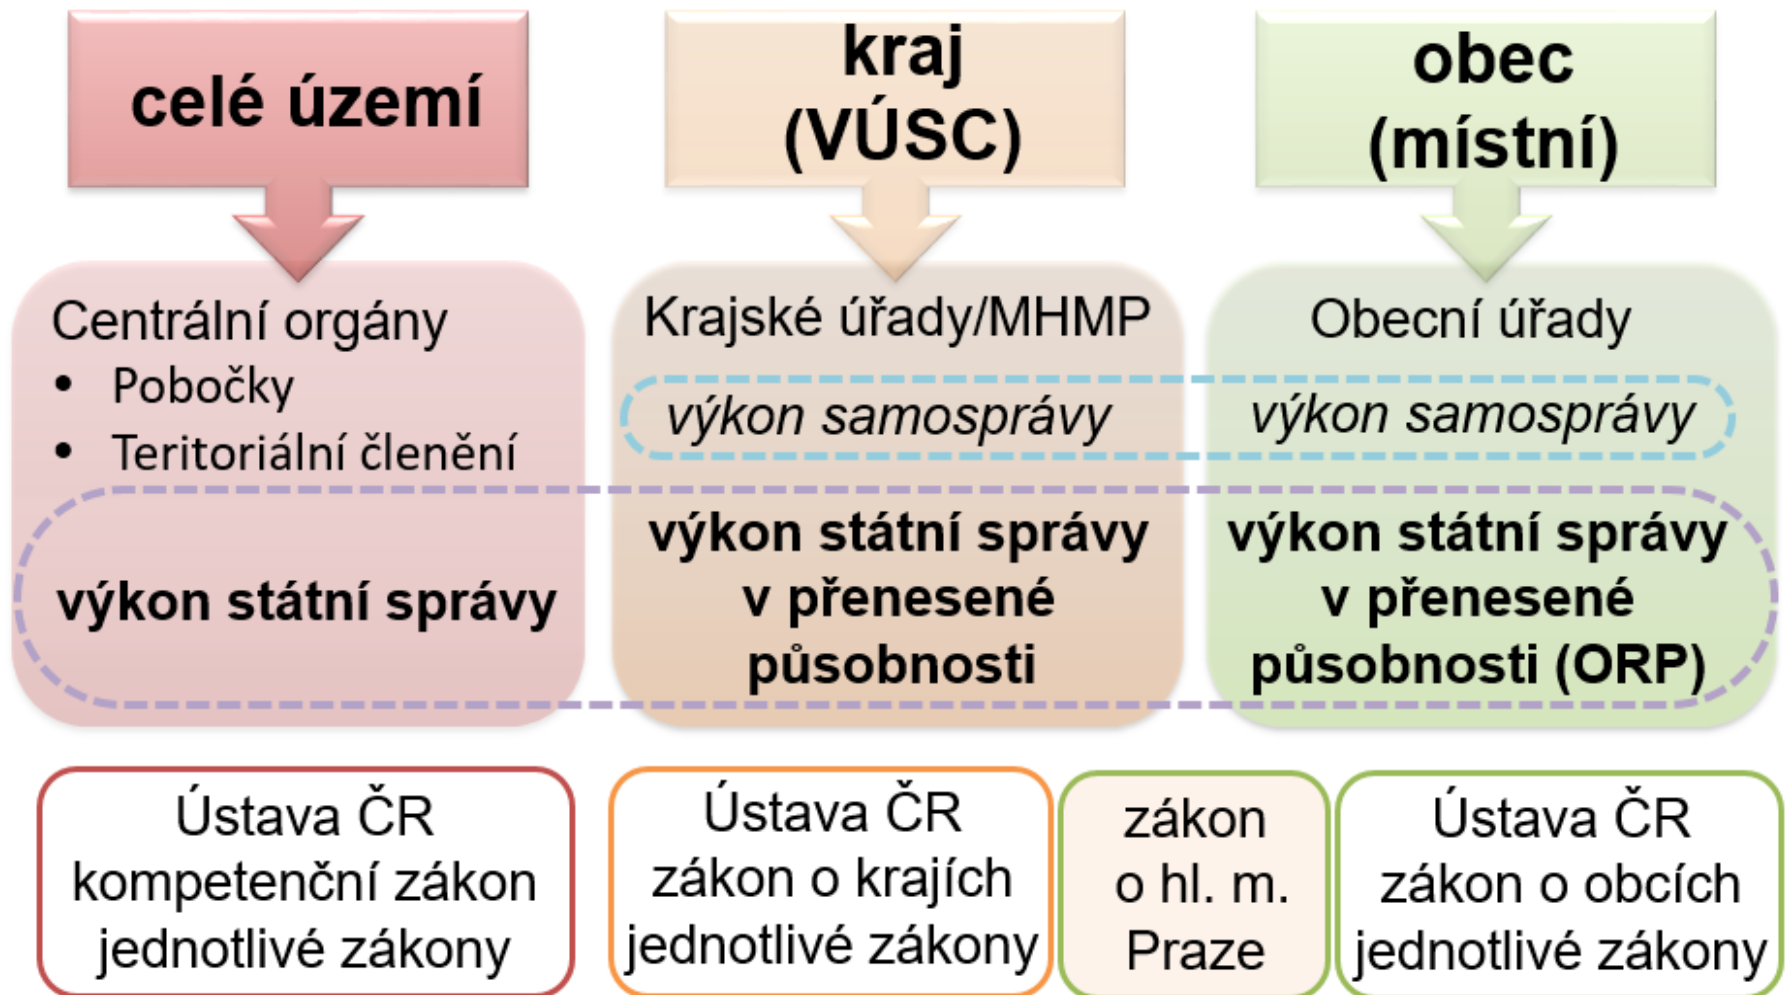 celé území
kraj
(VÚSC)
obec
(místní)
Centrální orgány
• Pobočky
• Teritoriální členění
výkon státní správy
Krajské úřady/MHMP
výkon samosprávy
výkon státní správy
v přenesené
působnosti
Obecní úřady
výkon samosprávy
výkon státní správy
v přenesené
působnosti (ORP)
Ústava ČR
kompetenční zákon
jednotlivé zákony
Ústava ČR
zákon o krajích
jednotlivé zákony
zákon
o hl. m.
Praze
Ústava ČR
zákon o obcích
jednotlivé zákony